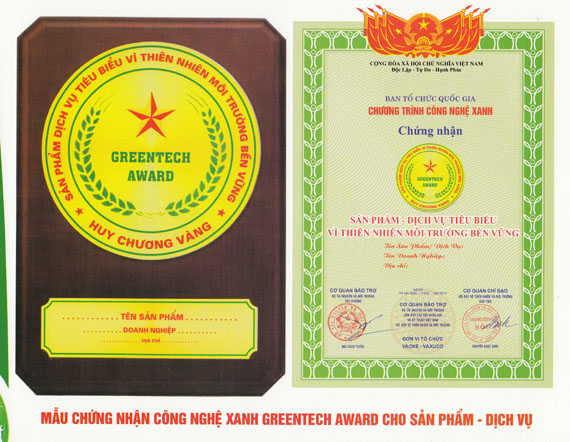 SẢN PHẨM DỊCH VỤ TIÊU BIỂU VÌ THIÊN NHIÊN MÔI TRƯỜNG BỀN VỮNG
GREENTECH
AWARD
HUY CHƯƠNG VÀNG
TÊN SẢN PHẨM
DOANH NGHIỆP
ĐỊA CHỈ
CỘNG HÒA XÃ HỘI CHỦ NGHĨA VIỆT NAM
Độc Lập - Tự Do - Hạnh Phúc
BAN TỔ CHỨC QUỐC GIA
CHƯƠNG TRÌNH CÔNG NGHỆ XANH
Chứng nhận
GREENTECH
AWARD
SẢN PHẨM - DỊCH VỤ TIÊU BIỂU
VÌ THIÊN NHIÊN MÔI TRƯỜNG BỀN VỮNG
Tên Sản Phẩm/ Dịch Vụ:
Tên Doanh Nghiệp:
Địa chỉ:
CƠ QUAN BẢO TRỢ
CƠ QUAN BẢO TRỢ
CƠ QUAN CHỈ ĐẠO
ĐƠN VỊ TỔ CHỨC
VACNE - VAXUCO
MẪU CHỨNG NHẬN CÔNG NGHỆ XANH GREENTECH AWARD CHO SẢN PHẨM - DỊCH VỤ